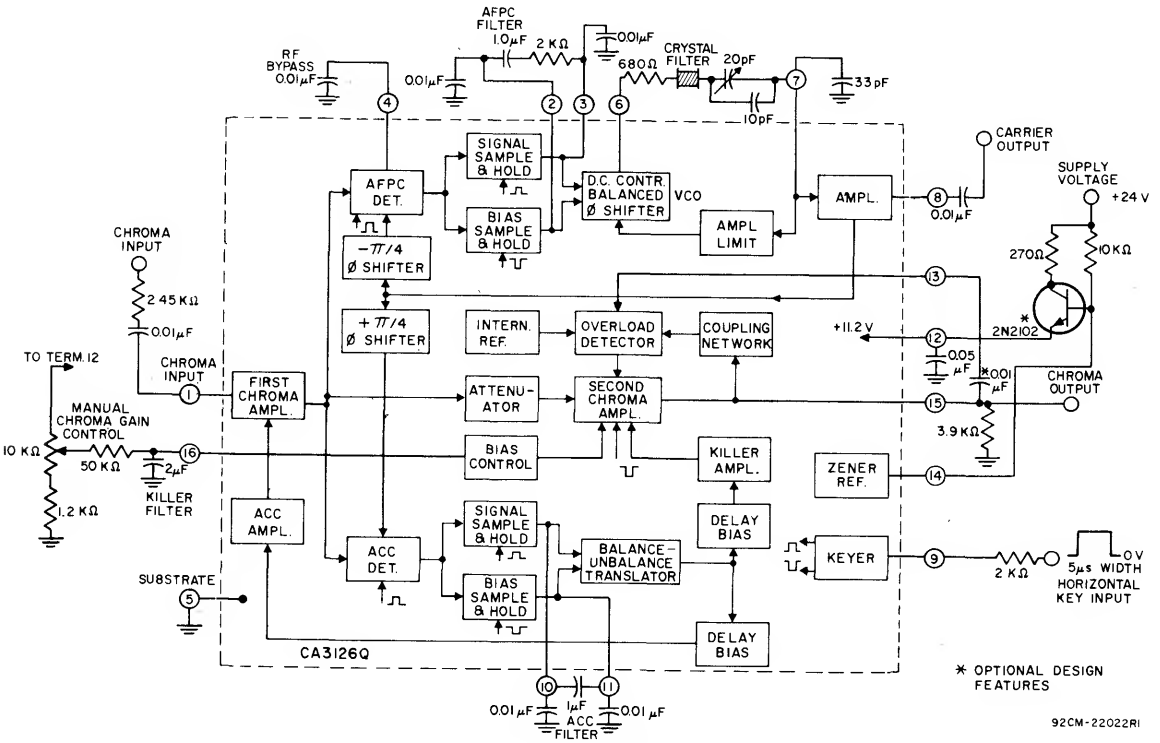 AFPC
FILTER
1.0µF
2 KΩ
0.01µF
RF
BYPASS
0.01µF
0.01µF
680Ω
CRYSTAL
FILTER
20pF
10pF
33pF
4
2
3
6
7
SIGNAL
SAMPLE
& HOLD
AFPC
DET.
BIAS
SAMPLE
& HOLD
D.C. CONTR.
BALANCED
Ø SHIFTER
VCO
AMPL
LIMIT
AMPL.
8
0.01µF
CARRIER
OUTPUT
SUPPLY
VOLTAGE
+24 V
270Ω
10KΩ
*
2N2102
CHROMA
INPUT
2.45 KΩ
0.01µF
-π/4
Ø SHIFTER
+π/4
Ø SHIFTER
INTERN.
REF.
OVERLOAD
DETECTOR
COUPLING
NETWORK
13
+11.2 V
12
0.05
µF
*0.01
µF
CHROMA
OUTPUT
TO TERM.12
CHROMA
INPUT
1
FIRST
CHROMA
AMPL.
ATTENU-
ATOR
SECOND
CHROMA
AMPL.
15
3.9KΩ
MANUAL
CHROMA GAIN
CONTROL
10 KΩ
50 KΩ
16
2µF
KILLER
FILTER
1.2 KΩ
BIAS
CONTROL
KILLER
AMPL.
ZENER
REF.
14
ACC
AMPL.
SIGNAL
SAMPLE
& HOLD
ACC
DET.
BIAS
SAMPLE
& HOLD
BALANCE-
UNBALANCE
TRANSLATOR
DELAY
BIAS
KEYER
9
2 KΩ
0V
5µs WIDTH
HORIZONTAL
KEY INPUT
SUBSTRATE
5
DELAY
BIAS
CA3126Q
10
11
0.01µF
1µF
0.01µF
ACC
FILTER
* OPTIONAL DESIGN
FEATURES
92CM-22022R1